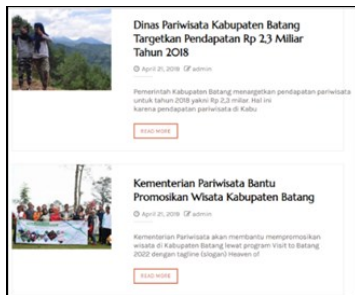 Dinas Pariwisata Kabupaten Batang
Targetkan Pendapatan Rp 2,3 Miliar
Tahun 2018
April 21, 2018 admin
Pemerintah Kabupaten Batang menargetkan pendapatan pariwisata
untuk tahun 2018 yakni Rp 2,3 miliar. Hal ini
karena pendapatan pariwisata di Kabu
READ MORE
Kementerian Pariwisata Bantu
Promosikan Wisata Kabupaten Batang
April 21, 2018 admin
Kementerian Pariwisata akan membantu mempromosikan
wisata di Kabupaten Batang lewat program Visit to Batang
2022 dengan tagline (slogan) Heaven of
READ MORE